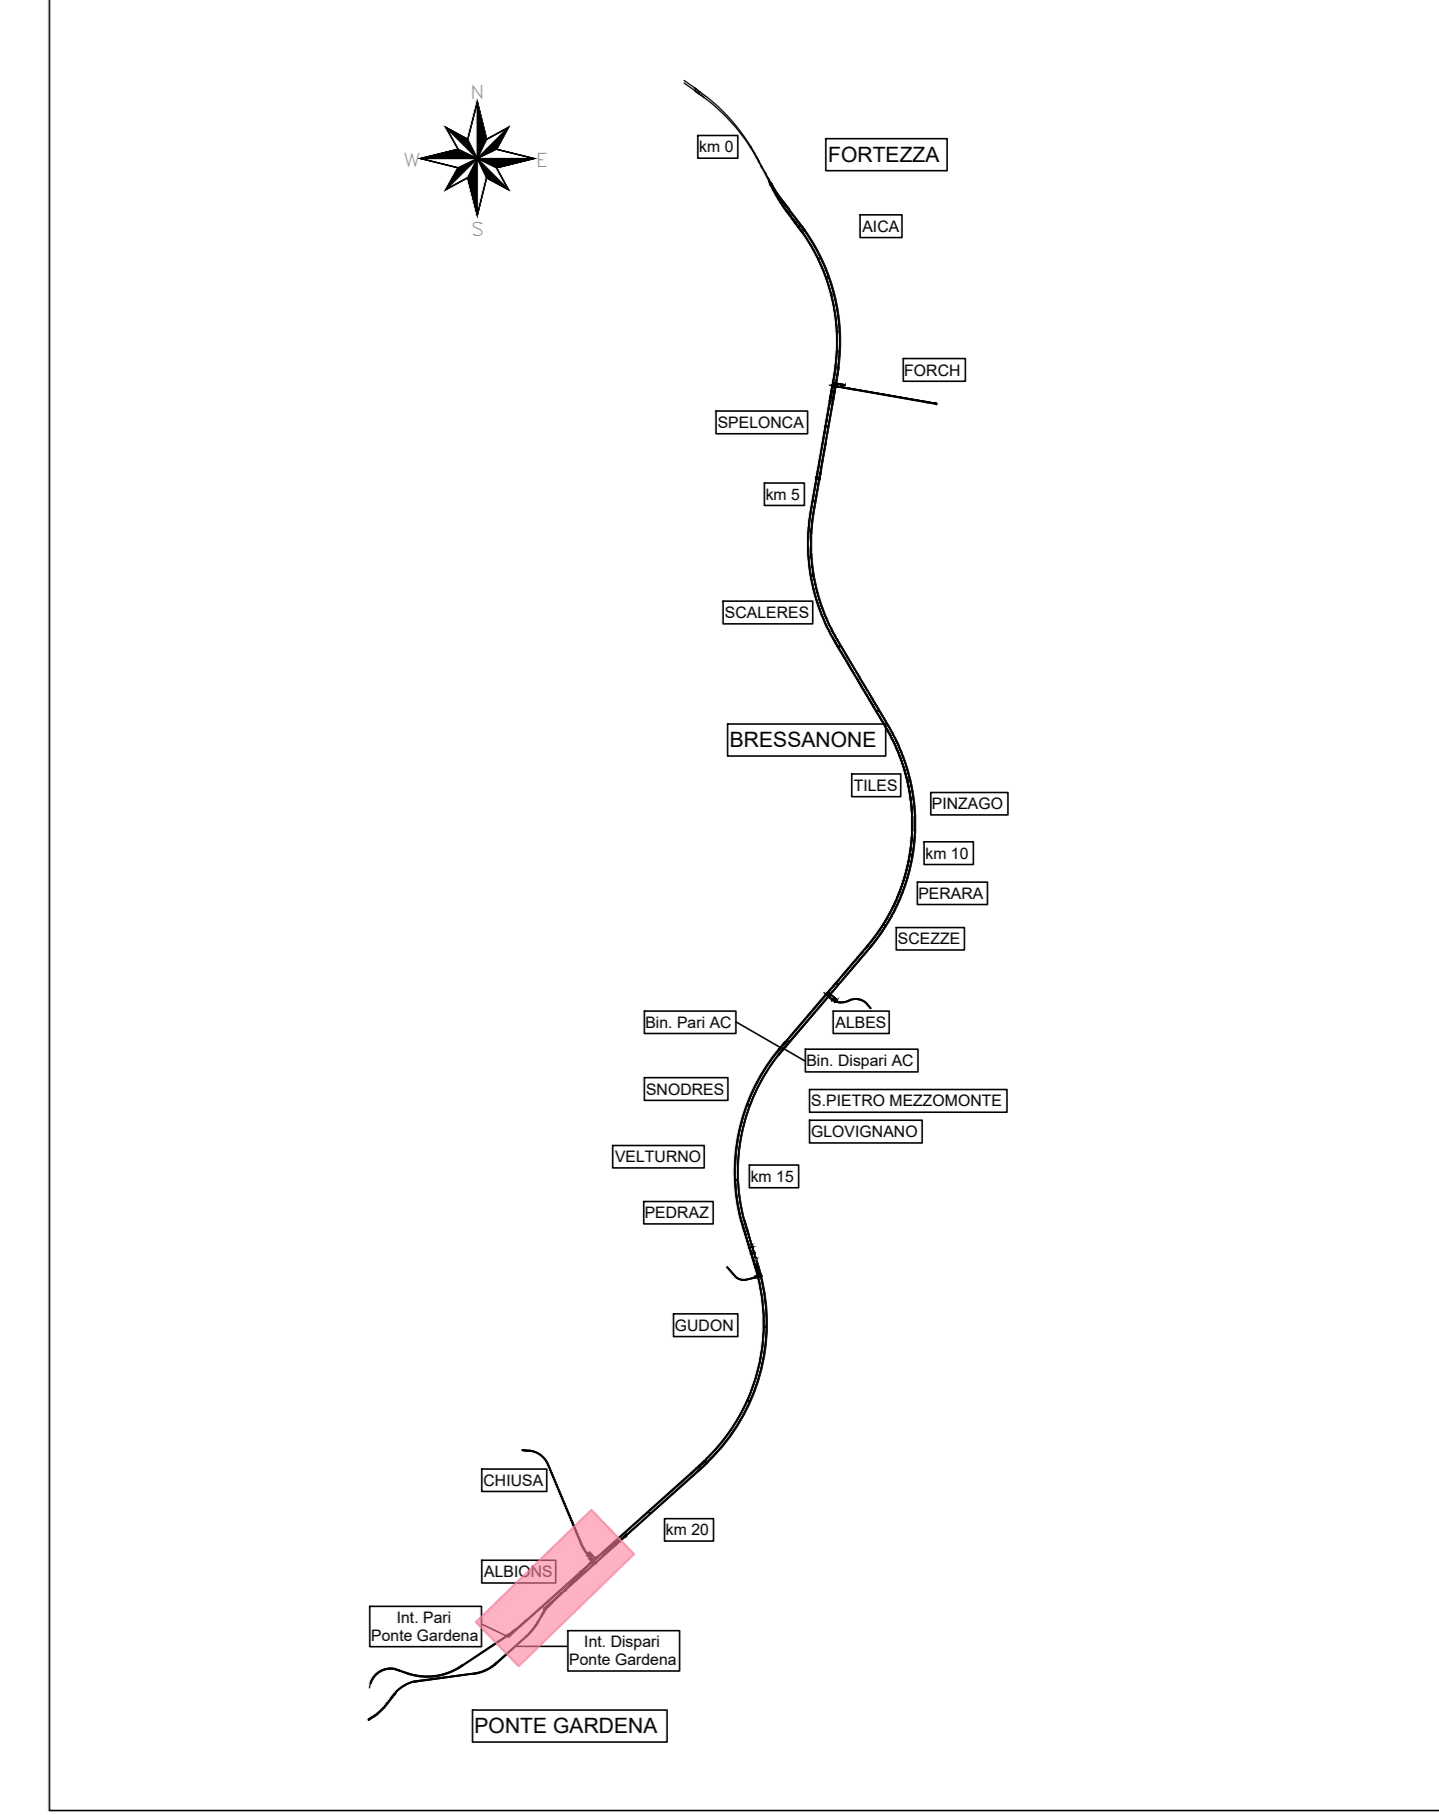 N
km 0
FORTEZZA
W
E
AICA
S
FORCH
SPELONCA
km 5
SCALERES
BRESSANONE
TILES
PINZAGO
km 10
PERARA
SCEZZE
Bin. Pari AC
ALBES
Bin. Dispari AC
SNODRES
S.PIETRO MEZZOMONTE
GLOVIGNANO
VELTURNO
km 15
PEDRAZ
GUDON
CHIUSA
km 20
ALBIONS
Int. Pari
Ponte Gardena
Int. Dispari
Ponte Gardena
PONTE GARDENA